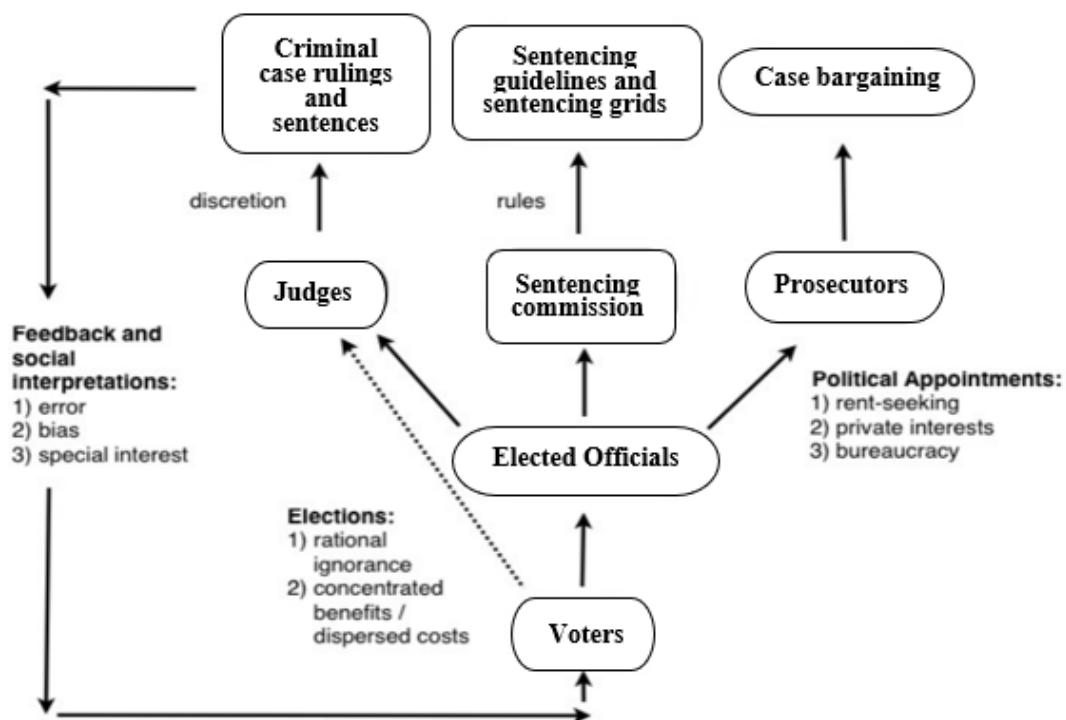 Criminal
case rulings
and
sentences
Sentencing
guidelines and
sentencing grids
Case bargaining
discretion
rules
Judges
Sentencing
commission
Prosecutors
Feedback and
social
interpretations:
1) error
2) bias
3) special interest
Political Appointments:
1) rent-seeking
2) private interests
3) bureaucracy
Elected Officials
Elections:
1) rational
ignorance
2) concentrated
benefits /
dispersed costs
Voters